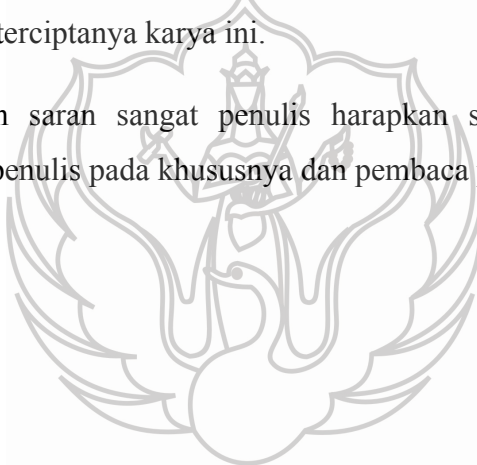 terciptanya karya ini.
saran sangat penulis harapkan
penulis pada khususnya dan pembaca